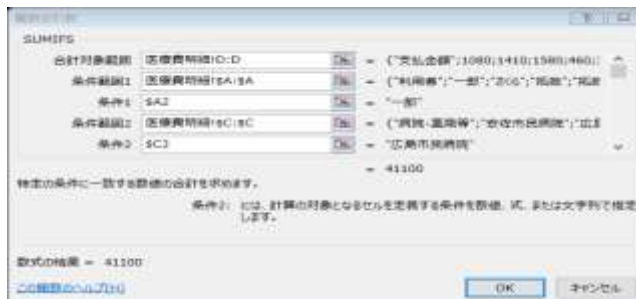 関数の引数
SUMIFS
合計対象範囲 医療費明細!D:D = {"支払金額";1080;1410;1580;460;
条件範囲1 医療費明細!$A:$A = {"利用者";"一郎";"さくら";"拓哉";"拓哉
条件1 $A2 = "一郎"
条件範囲2 医療費明細!$C:$C = {"病院・薬局等";"安佐市民病院";"広島
条件2 $C2 = "広島市民病院"
= 41100
特定の条件に一致する数値の合計を求めます。
条件2: には、計算の対象となるセルを定義する条件を数値、式、または文字列で指定
します。
数式の結果 = 41100
この関数のヘルプ(H)
OK キャンセル